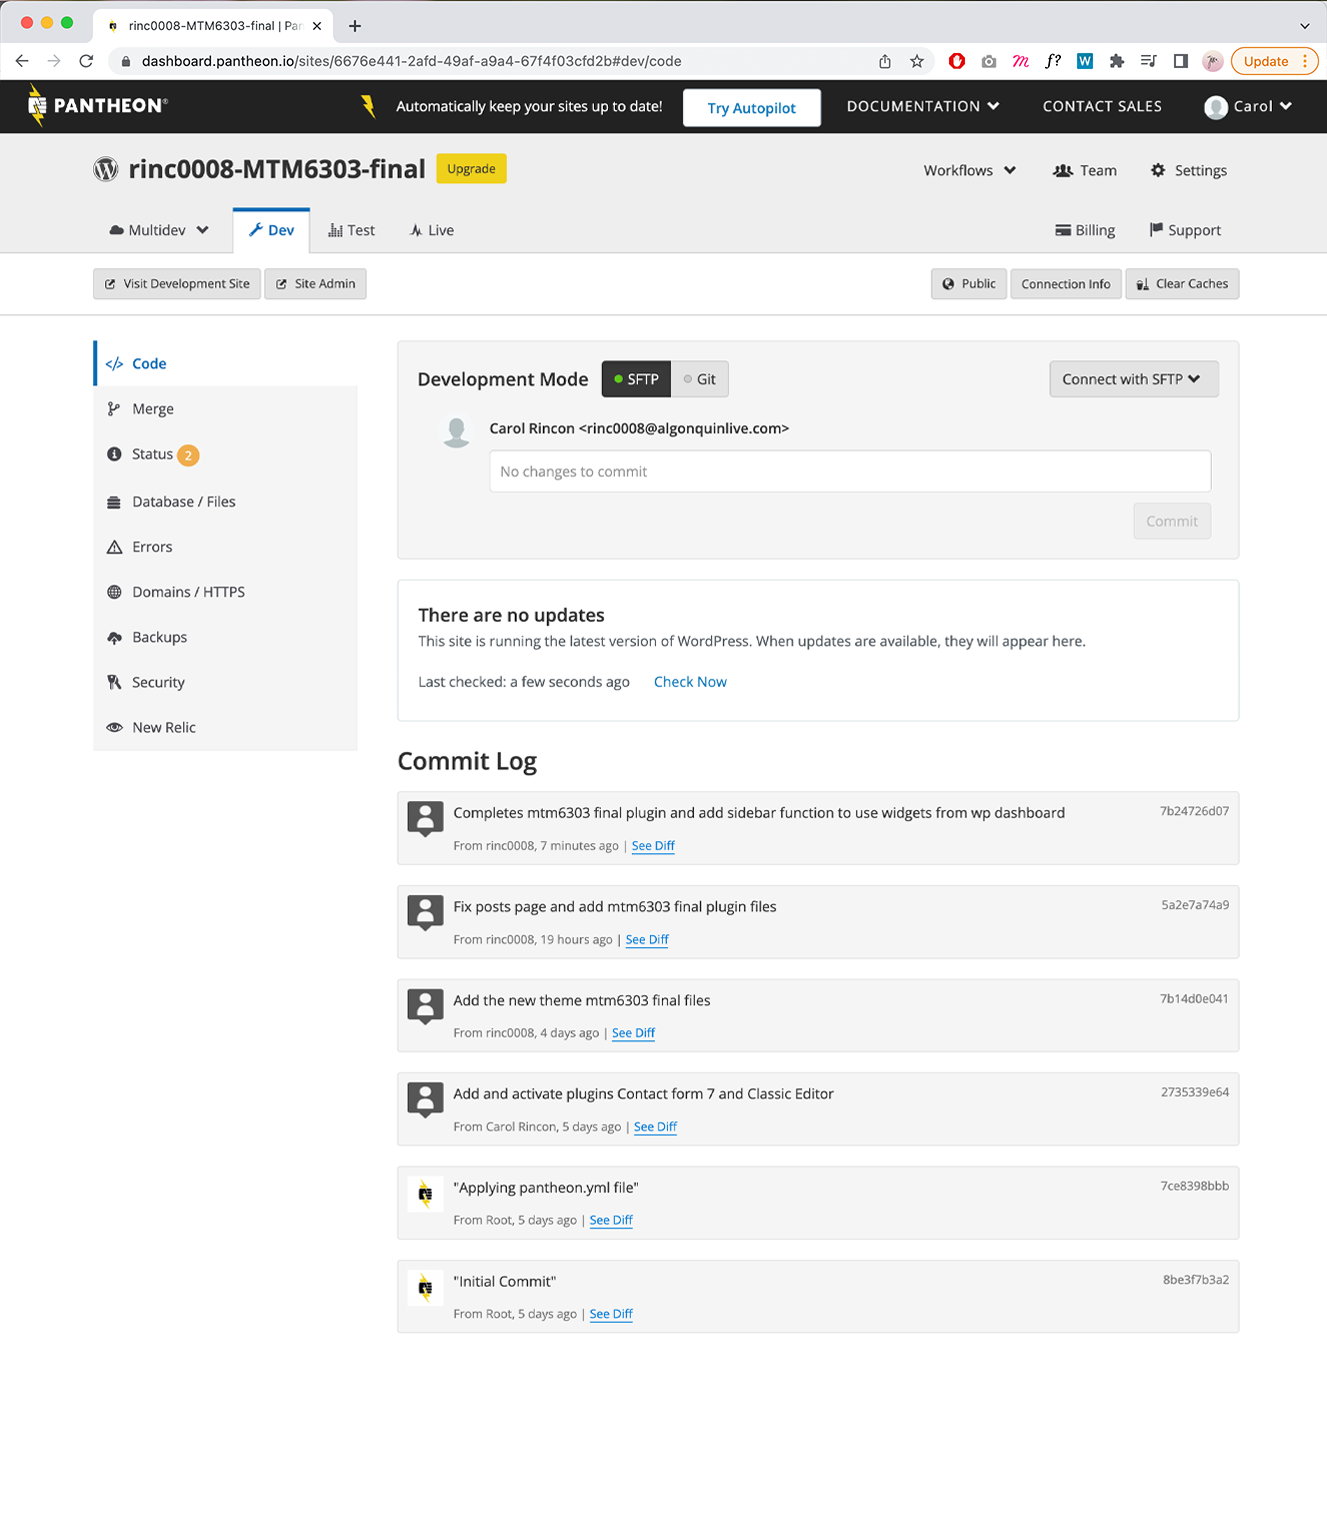 rinc0008-MTM6303-final | Pan
dashboard.pantheon.io/sites/6676e441-2afd-49af-a9a4-67f4f03cfd2b#dev/code
Update
PANTHEON®
Automatically keep your sites up to date!
Try Autopilot
DOCUMENTATION
CONTACT SALES
Carol
rinc0008-MTM6303-final
Upgrade
Workflows
Team
Settings
Multidev
Dev
Test
Live
Billing
Support
Visit Development Site
Site Admin
Public
Connection Info
Clear Caches
</> Code
Merge
Status 2
Database / Files
Errors
Domains / HTTPS
Backups
Security
New Relic
Development Mode
SFTP
Git
Connect with SFTP
Carol Rincon <rinc0008@algonquinlive.com>
No changes to commit
Commit
There are no updates
This site is running the latest version of WordPress. When updates are available, they will appear here.
Last checked: a few seconds ago Check Now
Commit Log
Completes mtm6303 final plugin and add sidebar function to use widgets from wp dashboard
7b24726d07
From rinc0008, 7 minutes ago | See Diff
Fix posts page and add mtm6303 final plugin files
5a2e7a74a9
From rinc0008, 19 hours ago | See Diff
Add the new theme mtm6303 final files
7b14d0e041
From rinc0008, 4 days ago | See Diff
Add and activate plugins Contact form 7 and Classic Editor
2735339e64
From Carol Rincon, 5 days ago | See Diff
"Applying pantheon.yml file"
7ce8398bbb
From Root, 5 days ago | See Diff
"Initial Commit"
8be3f7b3a2
From Root, 5 days ago | See Diff